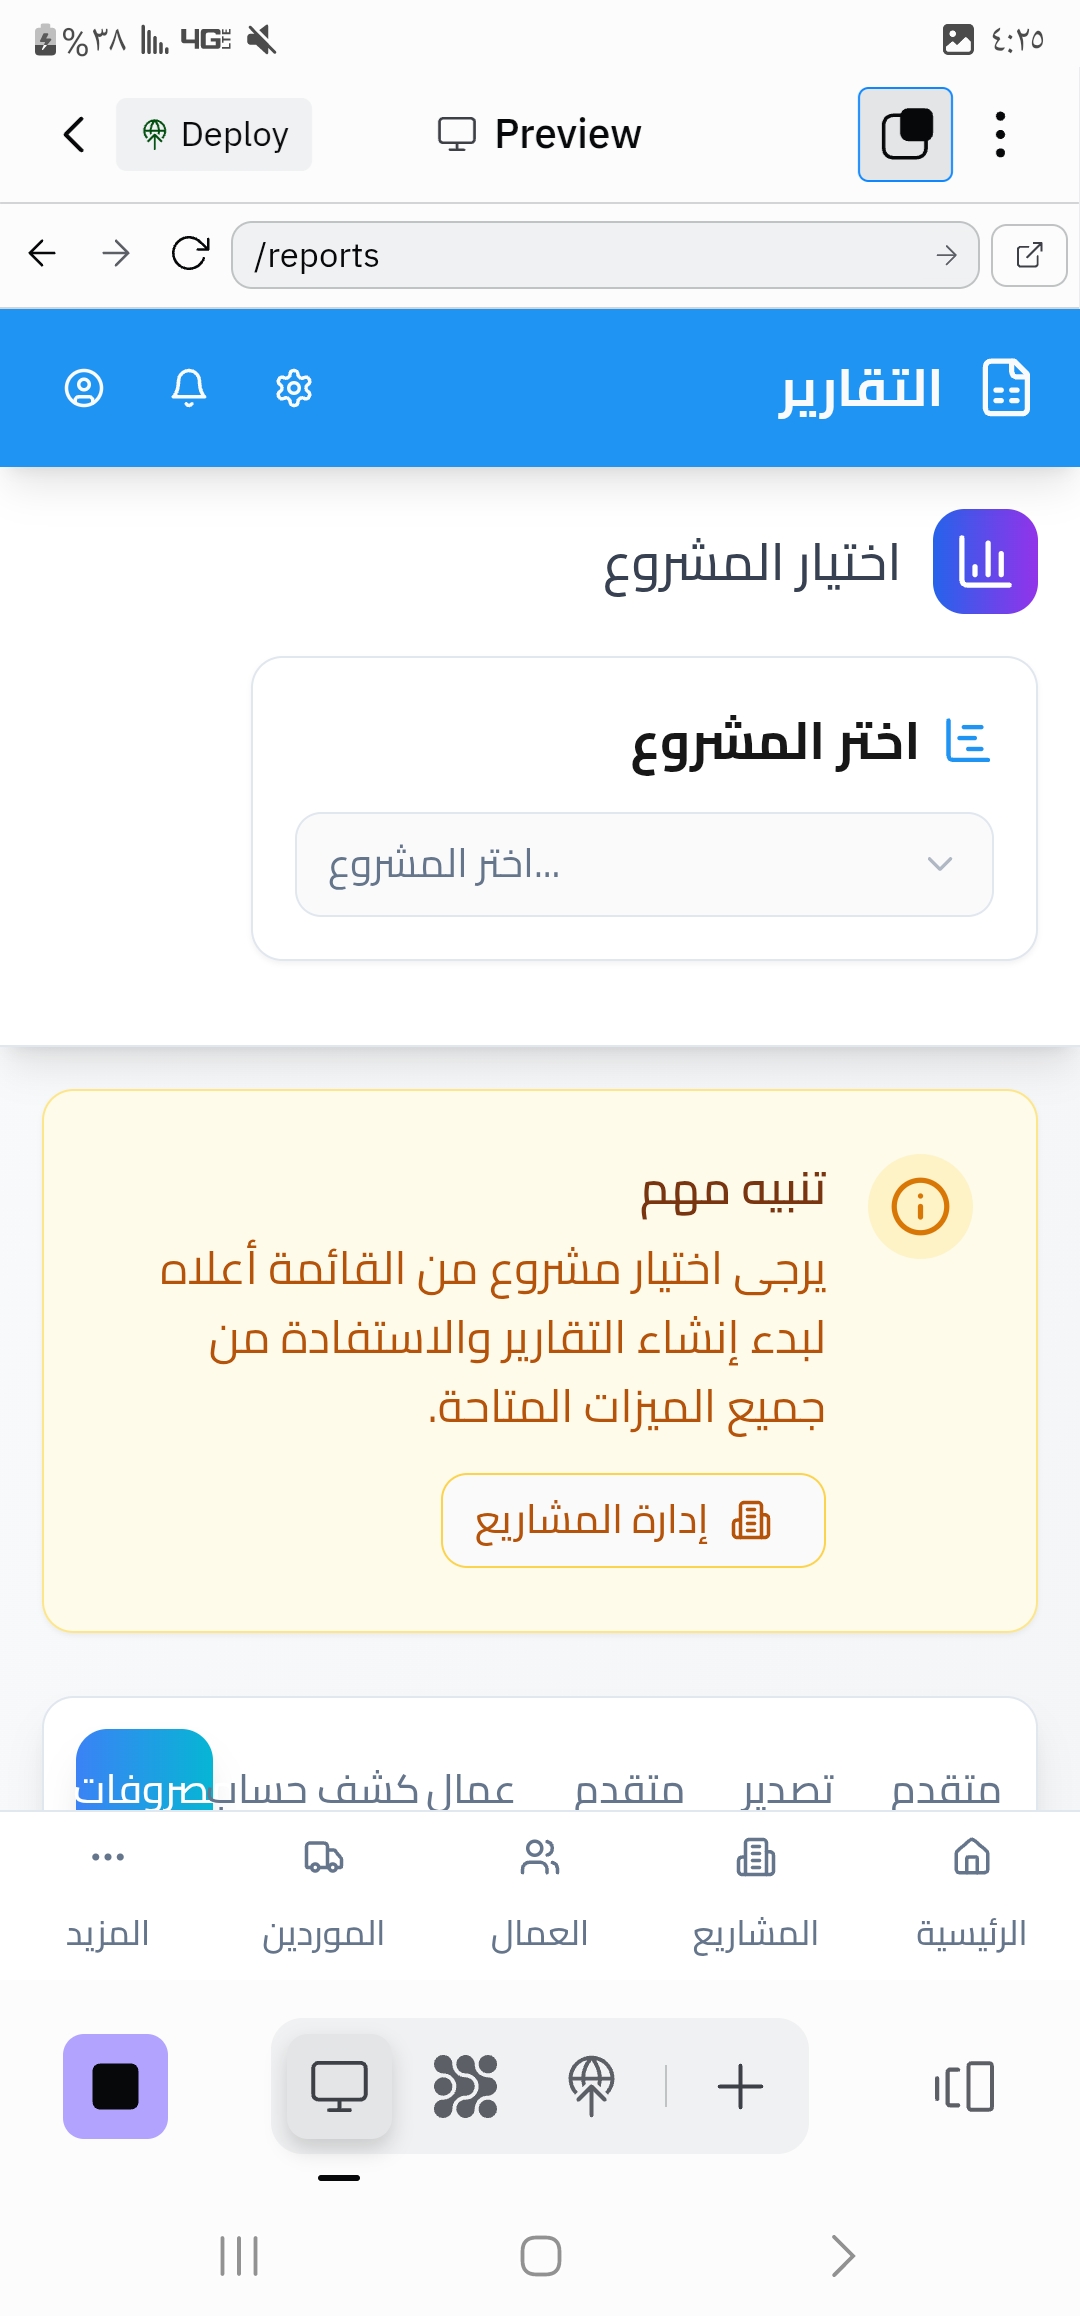 %٣٨ 4G LTE ٤:٢٥
Deploy Preview
/reports
التقارير
اختيار المشروع
اختر المشروع
اختر المشروع...
تنبيه مهم
يرجى اختيار مشروع من القائمة أعلاه
لبدء إنشاء التقارير والاستفادة من
جميع الميزات المتاحة.
إدارة المشاريع
متقدم تصدير متقدم عمال كشف حساب صروفات
الرئيسية المشاريع العمال الموردين المزيد